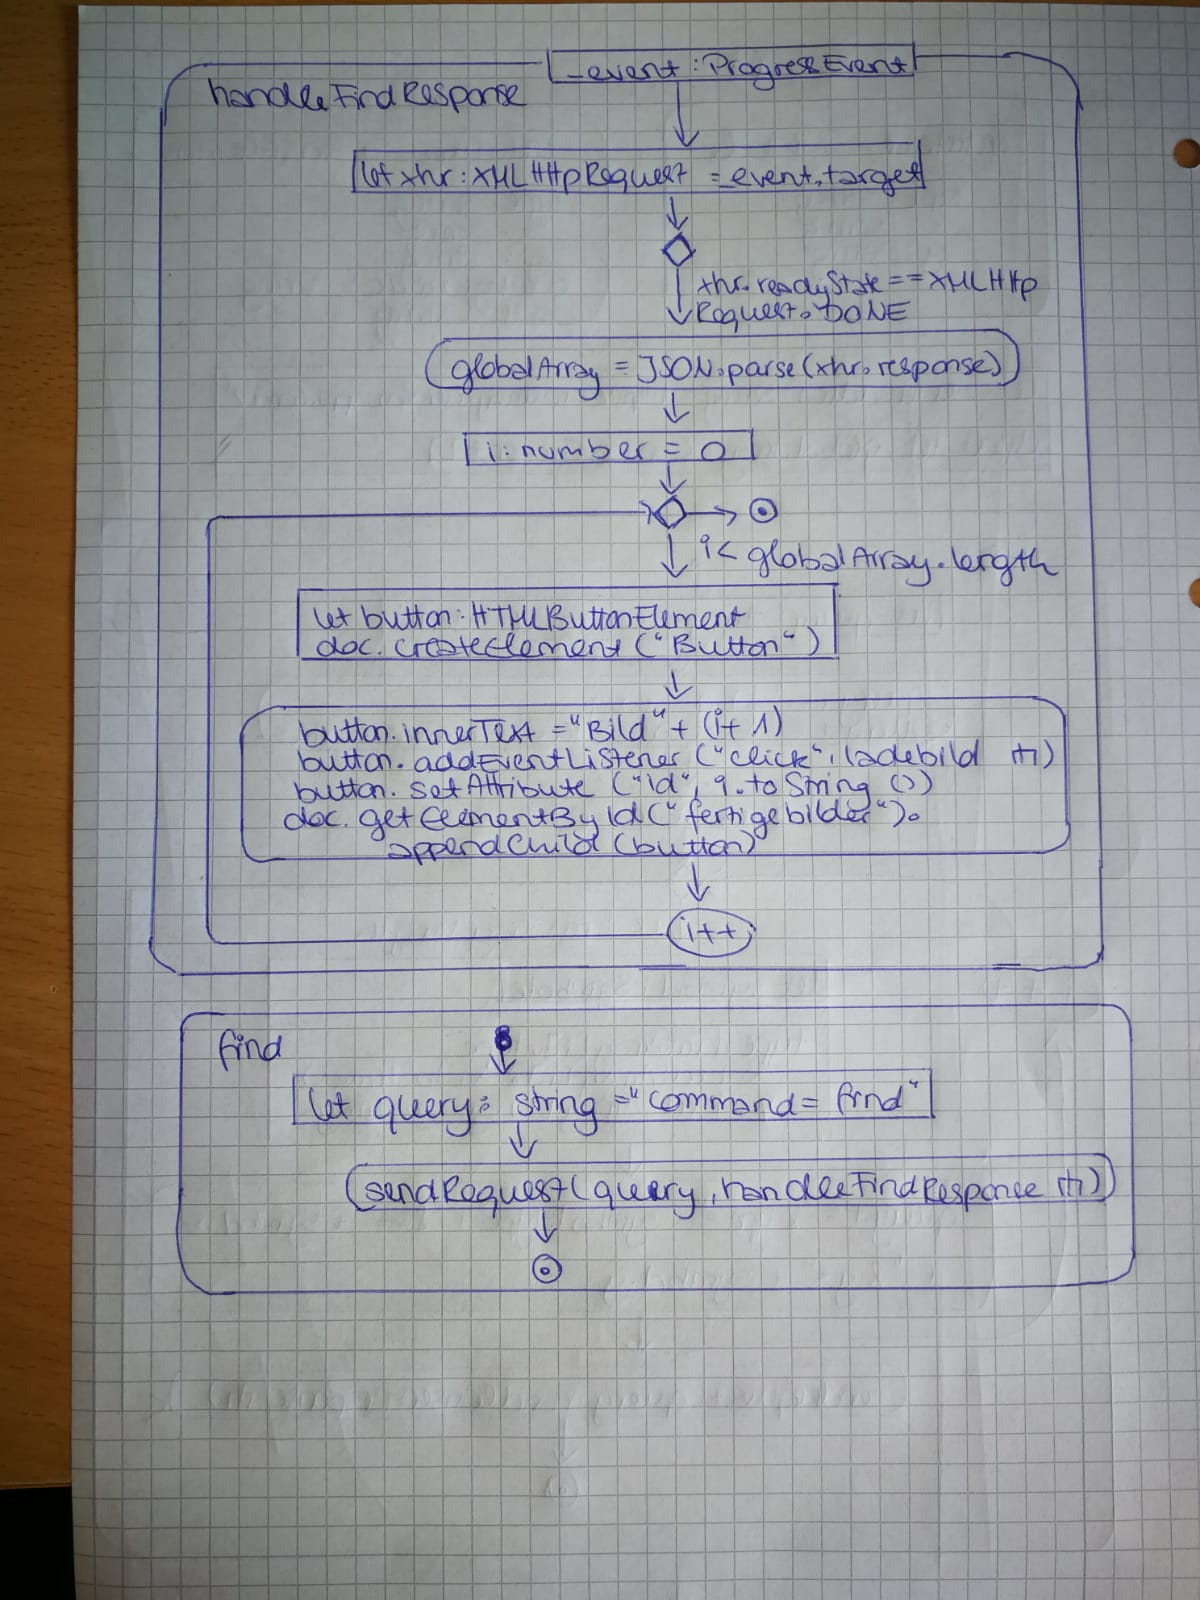 _event : ProgressEvent
handleFindResponse
let xhr : XMLHttpRequest = _event.target
xhr.readyState == XMLHttp
Request.DONE
globalArray = JSON.parse(xhr.response)
i : number = 0
i < globalArray.length
let button : HTMLButtonElement
doc. createElement („Button“)
button.innerText = "Bild" + (i+1)
button. addEventListener ("click", ladebild )
button. setAttribute ("id", i.toString ())
doc. getElementById („fertigebilder“).
appendChild (button)
i++
find
let query: string = "command= find"
sendRequest(query, handleFindResponse )